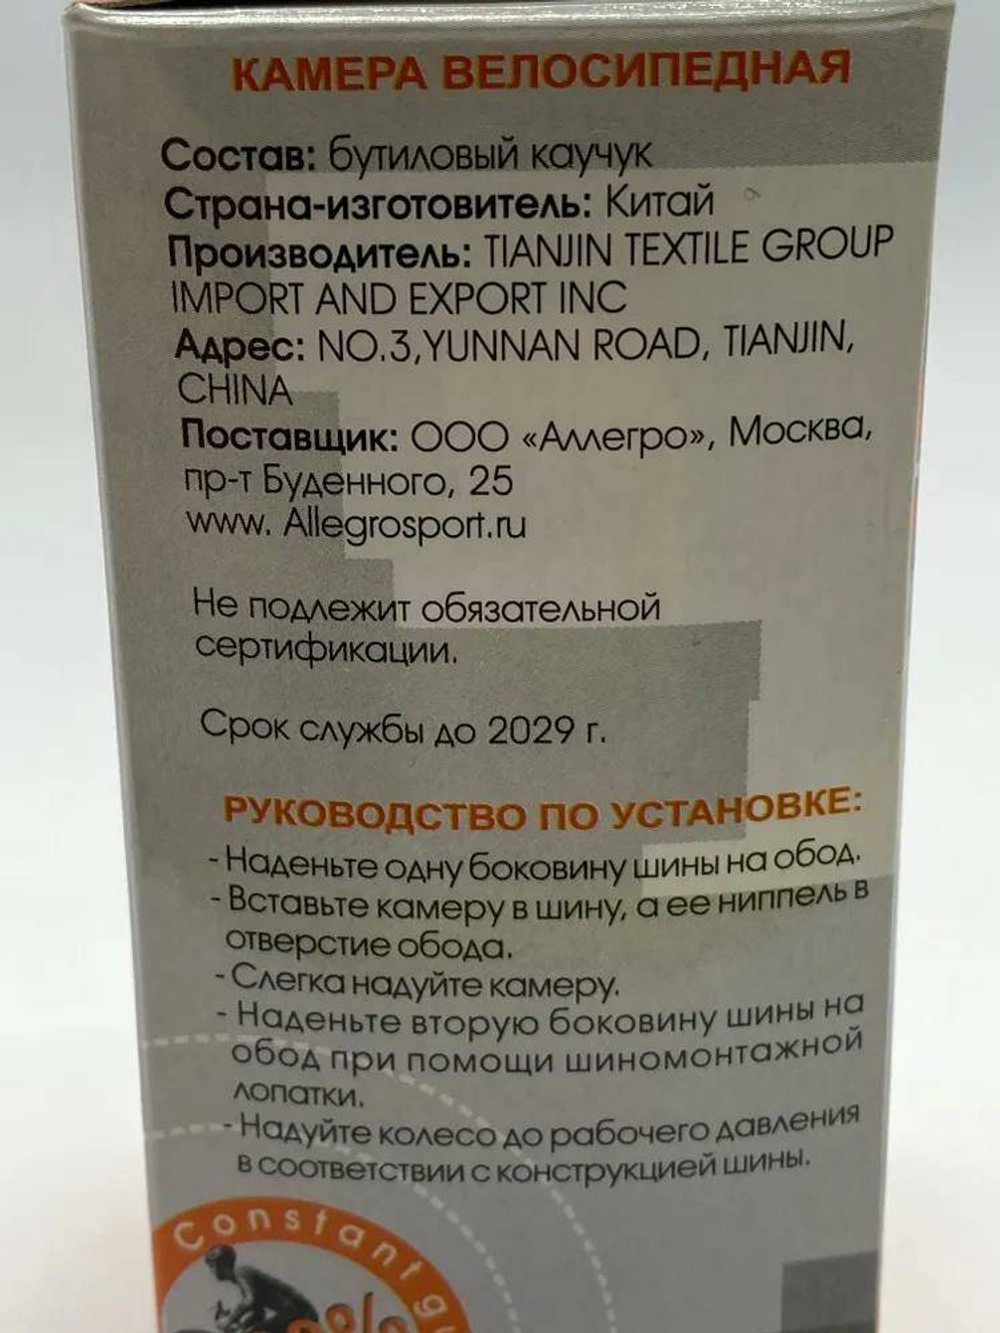 КАМЕРА ВЕЛОСИПЕДНАЯ
Состав: бутиловый каучук
Страна-изготовитель: Китай
Производитель: TIANJIN TEXTILE GROUP
IMPORT AND EXPORT INC
Адрес: NO.3,YUNNAN ROAD, TIANJIN,
CHINA
Поставщик: ООО «Аллегро», Москва,
пр-т Буденного, 25
www. Allegrosport.ru
Не подлежит обязательной
сертификации.
Срок службы до 2029 г.
РУКОВОДСТВО ПО УСТАНОВКЕ:
- Наденьте одну боковину шины на обод.
- Вставьте камеру в шину, а ее ниппель в
отверстие обода.
- Слегка надуйте камеру.
- Наденьте вторую боковину шины на
обод при помощи шиномонтажной
лопатки.
- Надуйте колесо до рабочего давления
в соответствии с конструкцией шины.
Constant